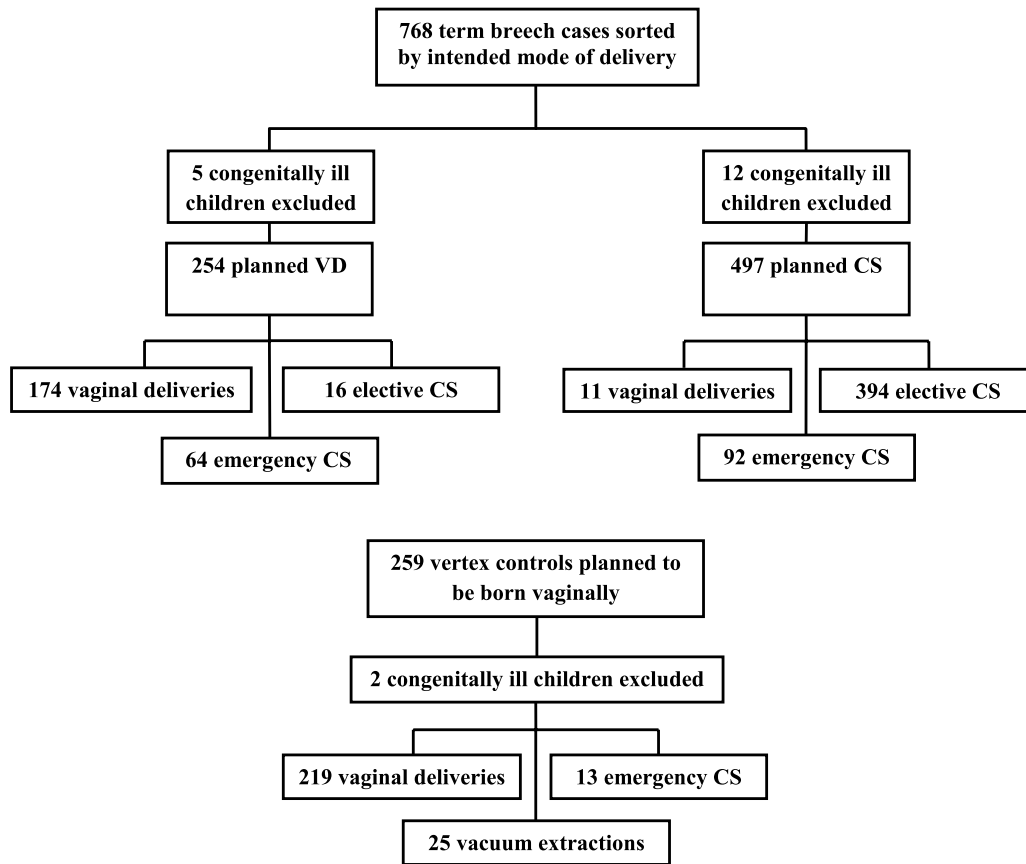 768 term breech cases sorted
by intended mode of delivery
5 congenitally ill
children excluded
12 congenitally ill
children excluded
254 planned VD
497 planned CS
174 vaginal deliveries
16 elective CS
11 vaginal deliveries
394 elective CS
64 emergency CS
92 emergency CS
259 vertex controls planned to
be born vaginally
2 congenitally ill children excluded
219 vaginal deliveries
13 emergency CS
25 vacuum extractions